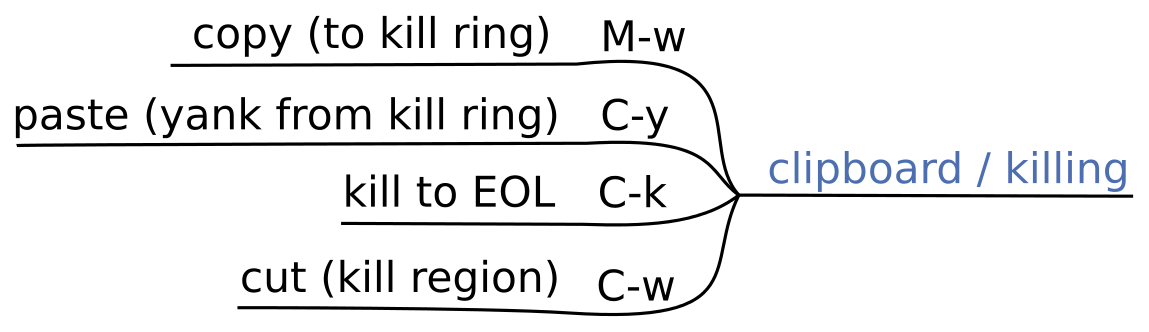 copy (to kill ring) M-w
paste (yank from kill ring) C-y
clipboard / killing
kill to EOL C-k
cut (kill region) C-w